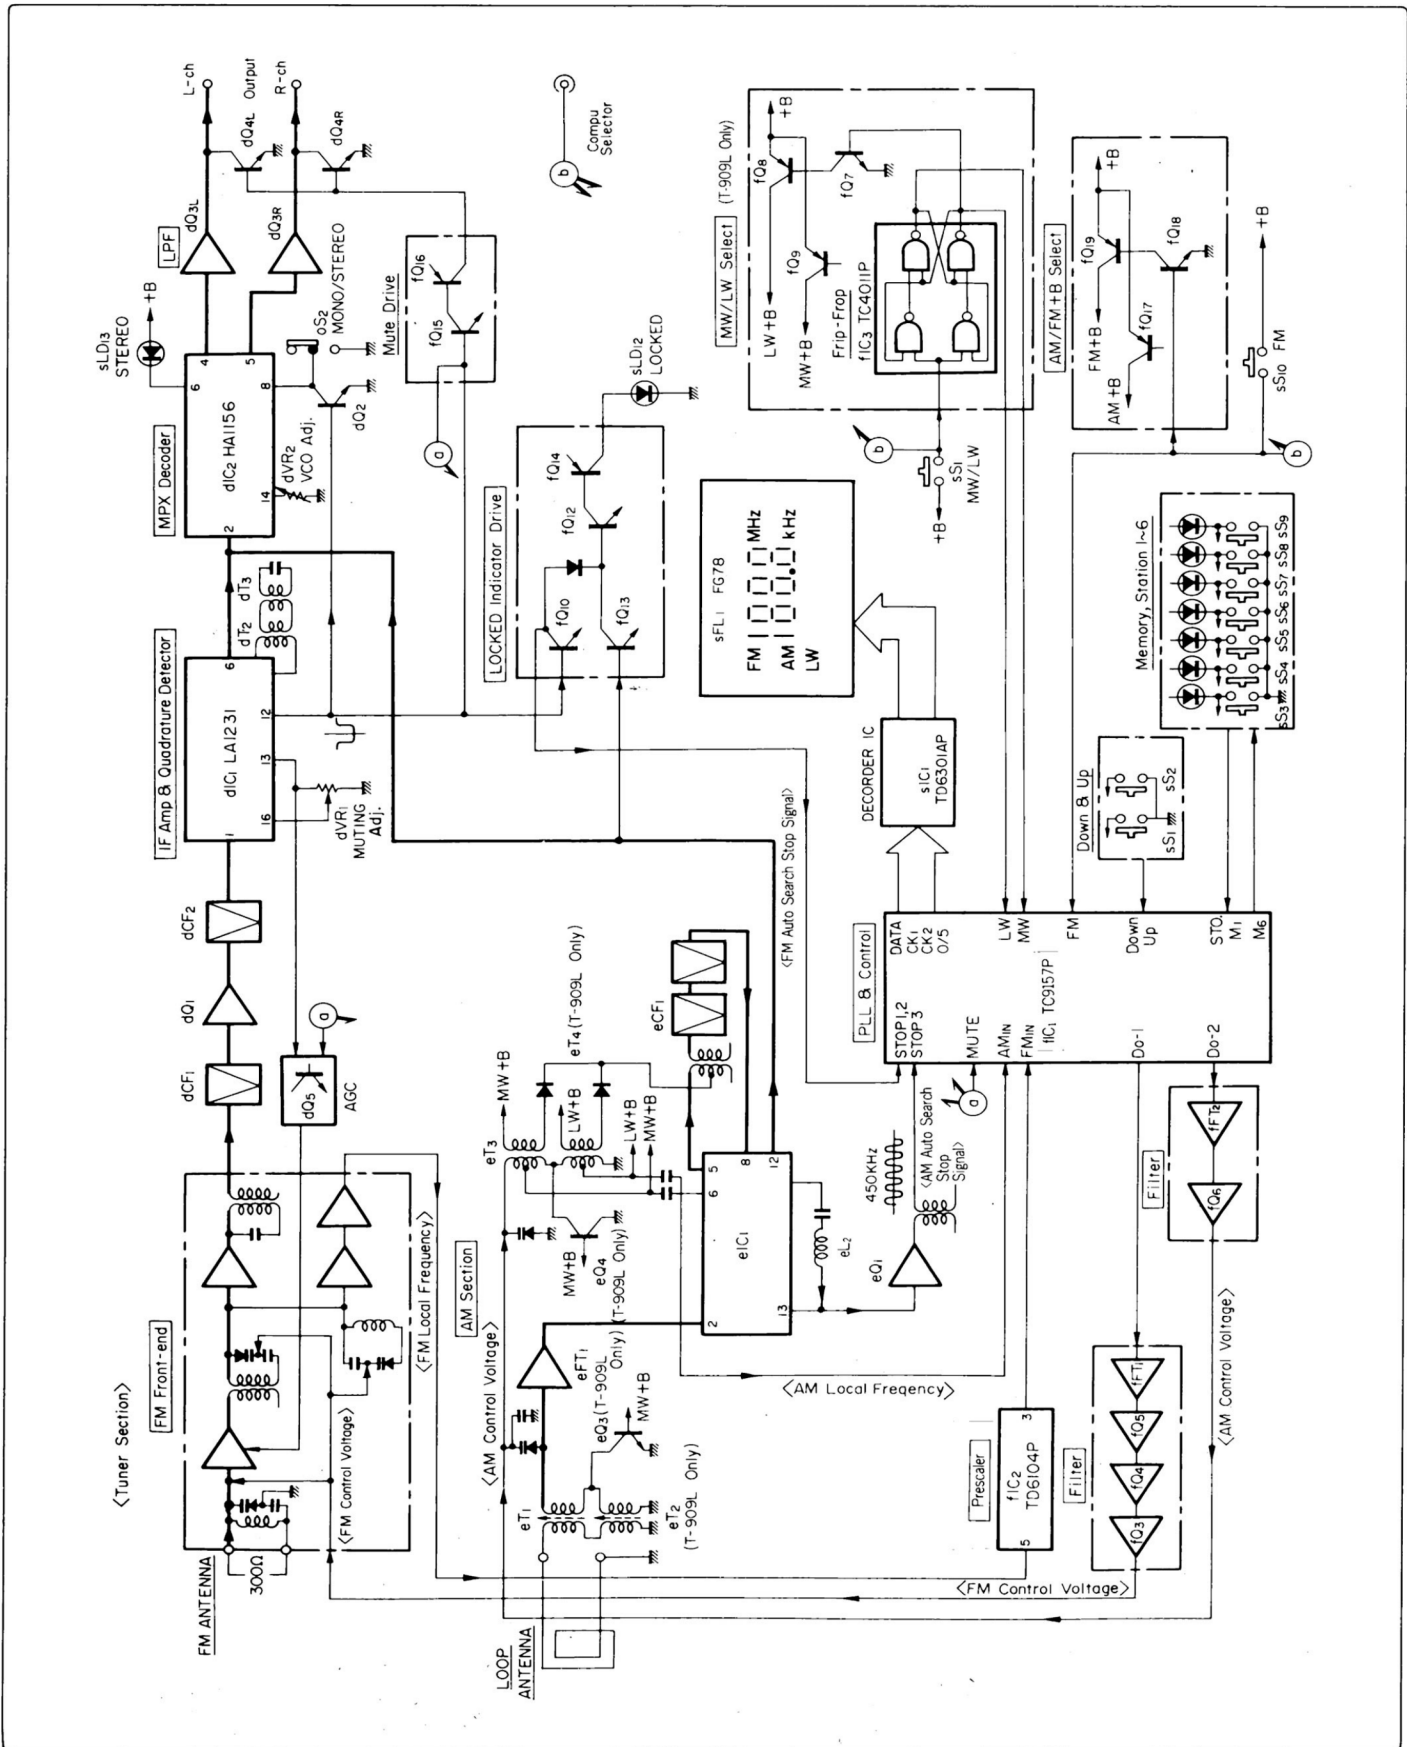 <Tuner Section>
FM ANTENNA
300Ω
FM Front-end
<FM Control Voltage>
<FM Local Frequency>
dCF1
dQ1
dCF2
dQ5
AGC
a
IF Amp & Quadrature Detector
dIC1 LA1231
1
6
16
13
12
dVR1
MUTING
Adj.
dT2
dT3
MPX Decoder
dIC2 HA1156
2
14
8
6
4
5
dVR2
VCO Adj.
sLD13
STEREO
+B
oS2
MONO/STEREO
dQ2
LPF
dQ3L
dQ3R
L-ch
dQ4L Output
R-ch
dQ4R
Mute Drive
fQ15
fQ16
a
b
Compu
Selector
LOCKED Indicator Drive
fQ10
fQ12
fQ14
fQ13
sLD12
LOCKED
LOOP
ANTENNA
AM Section
<AM Control Voltage>
eT1
eT2
(T-909L Only)
eQ3(T-909L
Only)
MW+B
eFT1
eT3
MW+B
eT4(T-909L Only)
LW+B
LW+B
MW+B
MW+B
eQ4
(T-909L Only)
eIC1
2
5
6
8
12
13
eCF1
eL2
eQ1
450KHz
<AM Auto Search
Stop
Signal>
<AM Local Freqency>
<FM Auto Search Stop Signal>
sFL1 FG78
FM
MHz
AM
kHz
LW
DECORDER IC
sIC1
TD6301AP
MW/LW Select
(T-909L Only)
+B
fQ8
fQ7
LW+B
fQ9
MW+B
Frip-Frop
fIC3 TC4011P
b
sS1
MW/LW
+B
AM/FM+B Select
+B
fQ19
fQ18
FM+B
fQ17
AM+B
sS10 FM
+B
b
PLL & Control
fIC1 TC9157P
STOP1,2
STOP3
MUTE
AMIN
FMIN
Do-1
Do-2
DATA
CK1
CK2
0/5
LW
MW
FM
Down
Up
STO.
M1
M6
a
Down & Up
sS1
sS2
Memory, Station 1~6
sS3
sS4
sS5
sS6
sS7
sS8
sS9
Prescaler
fIC2
TD6104P
5
3
Filter
fQ3
fQ4
fQ5
fFT1
Filter
fQ6
fFT2
<FM Control Voltage>
<AM Control Voltage>